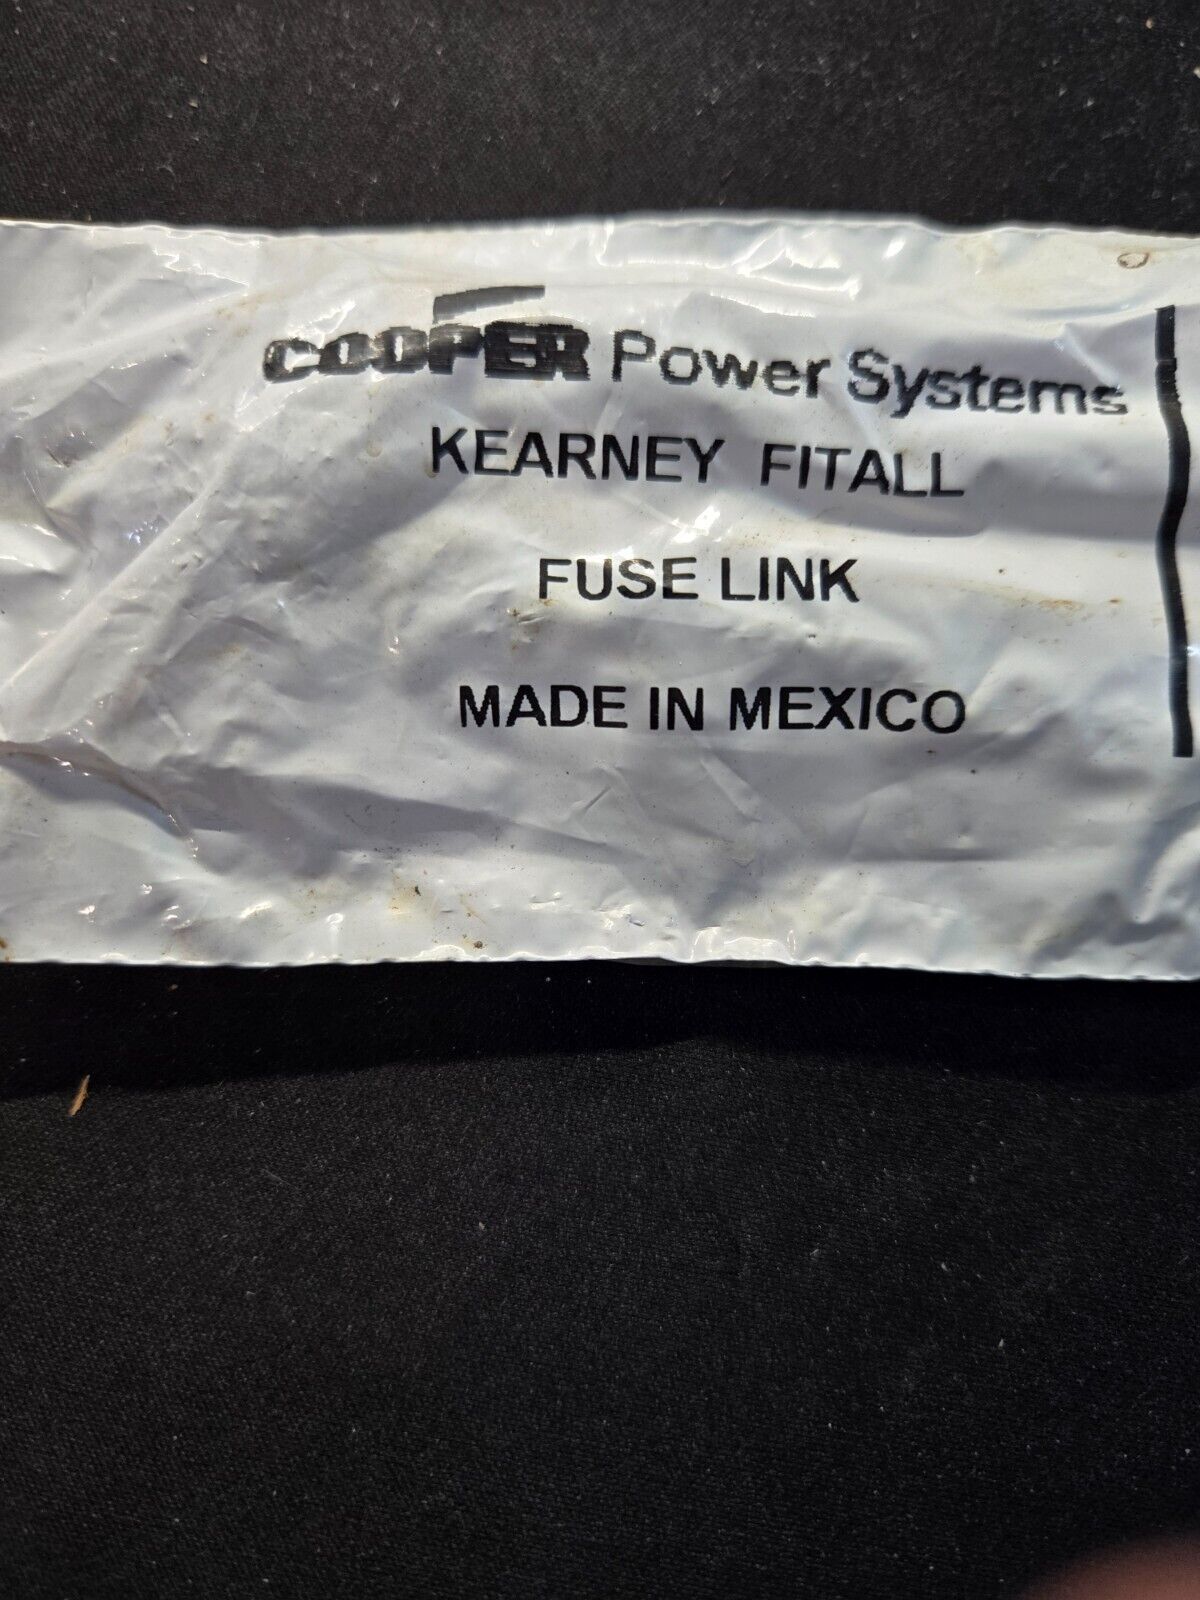 COOPER Power Systems
KEARNEY FITALL
FUSE LINK
MADE IN MEXICO